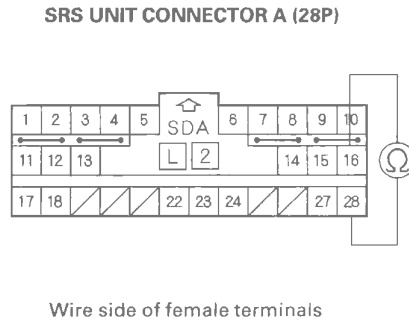 SRS UNIT CONNECTOR A (28P)
1 2 3 4 5 6 7 8 9 10
SDA
11 12 13 L 2 14 15 16 Ω
17 18 22 23 24 27 28
Wire side of female terminals